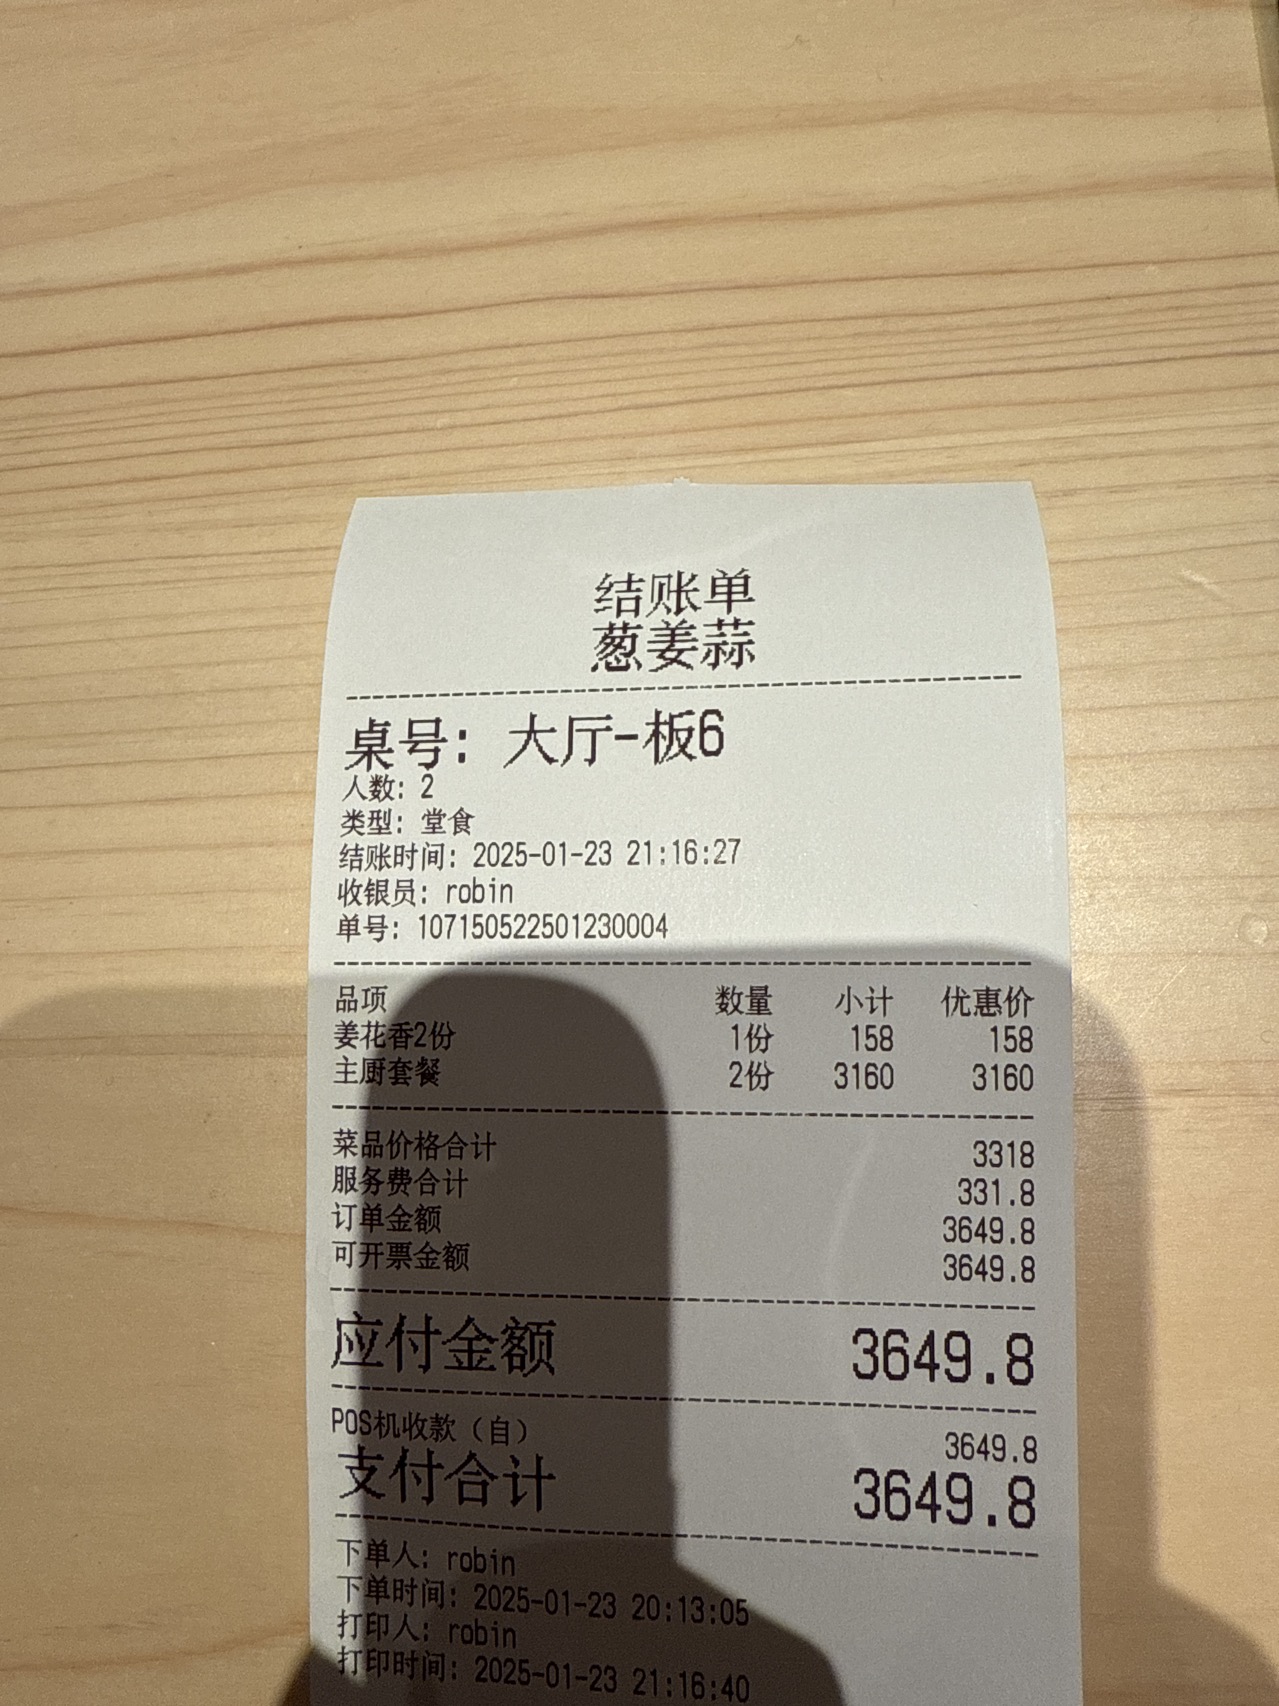 结账单
葱姜蒜
桌号: 大厅-板6
人数: 2
类型: 堂食
结账时间: 2025-01-23 21:16:27
收银员: robin
单号: 107150522501230004
品项 数量 小计 优惠价
姜花香2份 1份 158 158
主厨套餐 2份 3160 3160
菜品价格合计 3318
服务费合计 331.8
订单金额 3649.8
可开票金额 3649.8
应付金额 3649.8
POS机收款（自） 3649.8
支付合计 3649.8
下单人: robin
下单时间: 2025-01-23 20:13:05
打印人: robin
打印时间: 2025-01-23 21:16:40